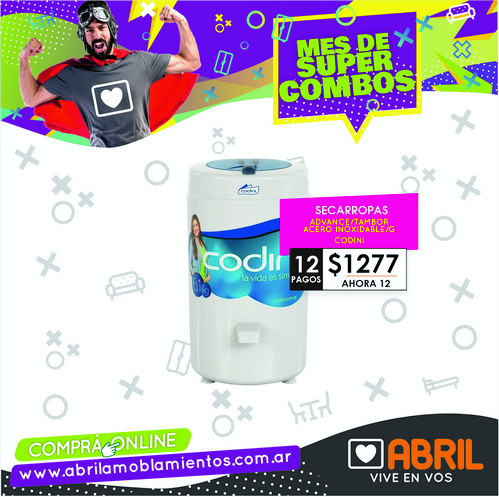 MES DE
SUPER
COMBOS
codini
SECARROPAS
ADVANCE/TAMBOR
ACERO INOXIDABLE/G
CODINI
codin
la vida es sim
12
PAGOS
$1277
AHORA 12
COMPRÁ ONLINE
www.abrilamoblamientos.com.ar
ABRIL
VIVE EN VOS